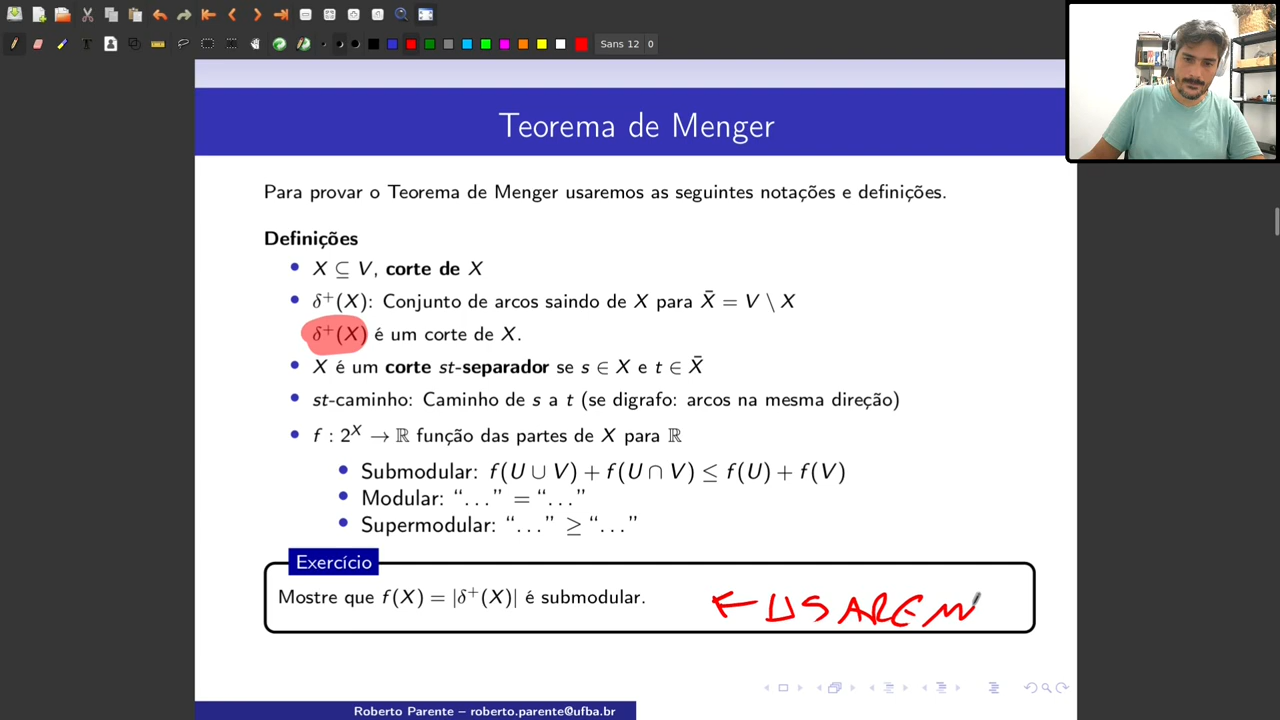 Sans 12 0
Teorema de Menger
Para provar o Teorema de Menger usaremos as seguintes notações e definições.
Definições
• X ⊆ V, corte de X
• δ⁺(X): Conjunto de arcos saindo de X para X̄ = V \ X
δ⁺(X) é um corte de X.
• X é um corte st-separador se s ∈ X e t ∈ X̄
• st-caminho: Caminho de s a t (se digrafo: arcos na mesma direção)
• f : 2^X → ℝ função das partes de X para ℝ
• Submodular: f(U ∪ V) + f(U ∩ V) ≤ f(U) + f(V)
• Modular: “...” = “...”
• Supermodular: “...” ≥ “...”
Exercício
Mostre que f(X) = |δ⁺(X)| é submodular. ← USAREM
Roberto Parente – roberto.parente@ufba.br